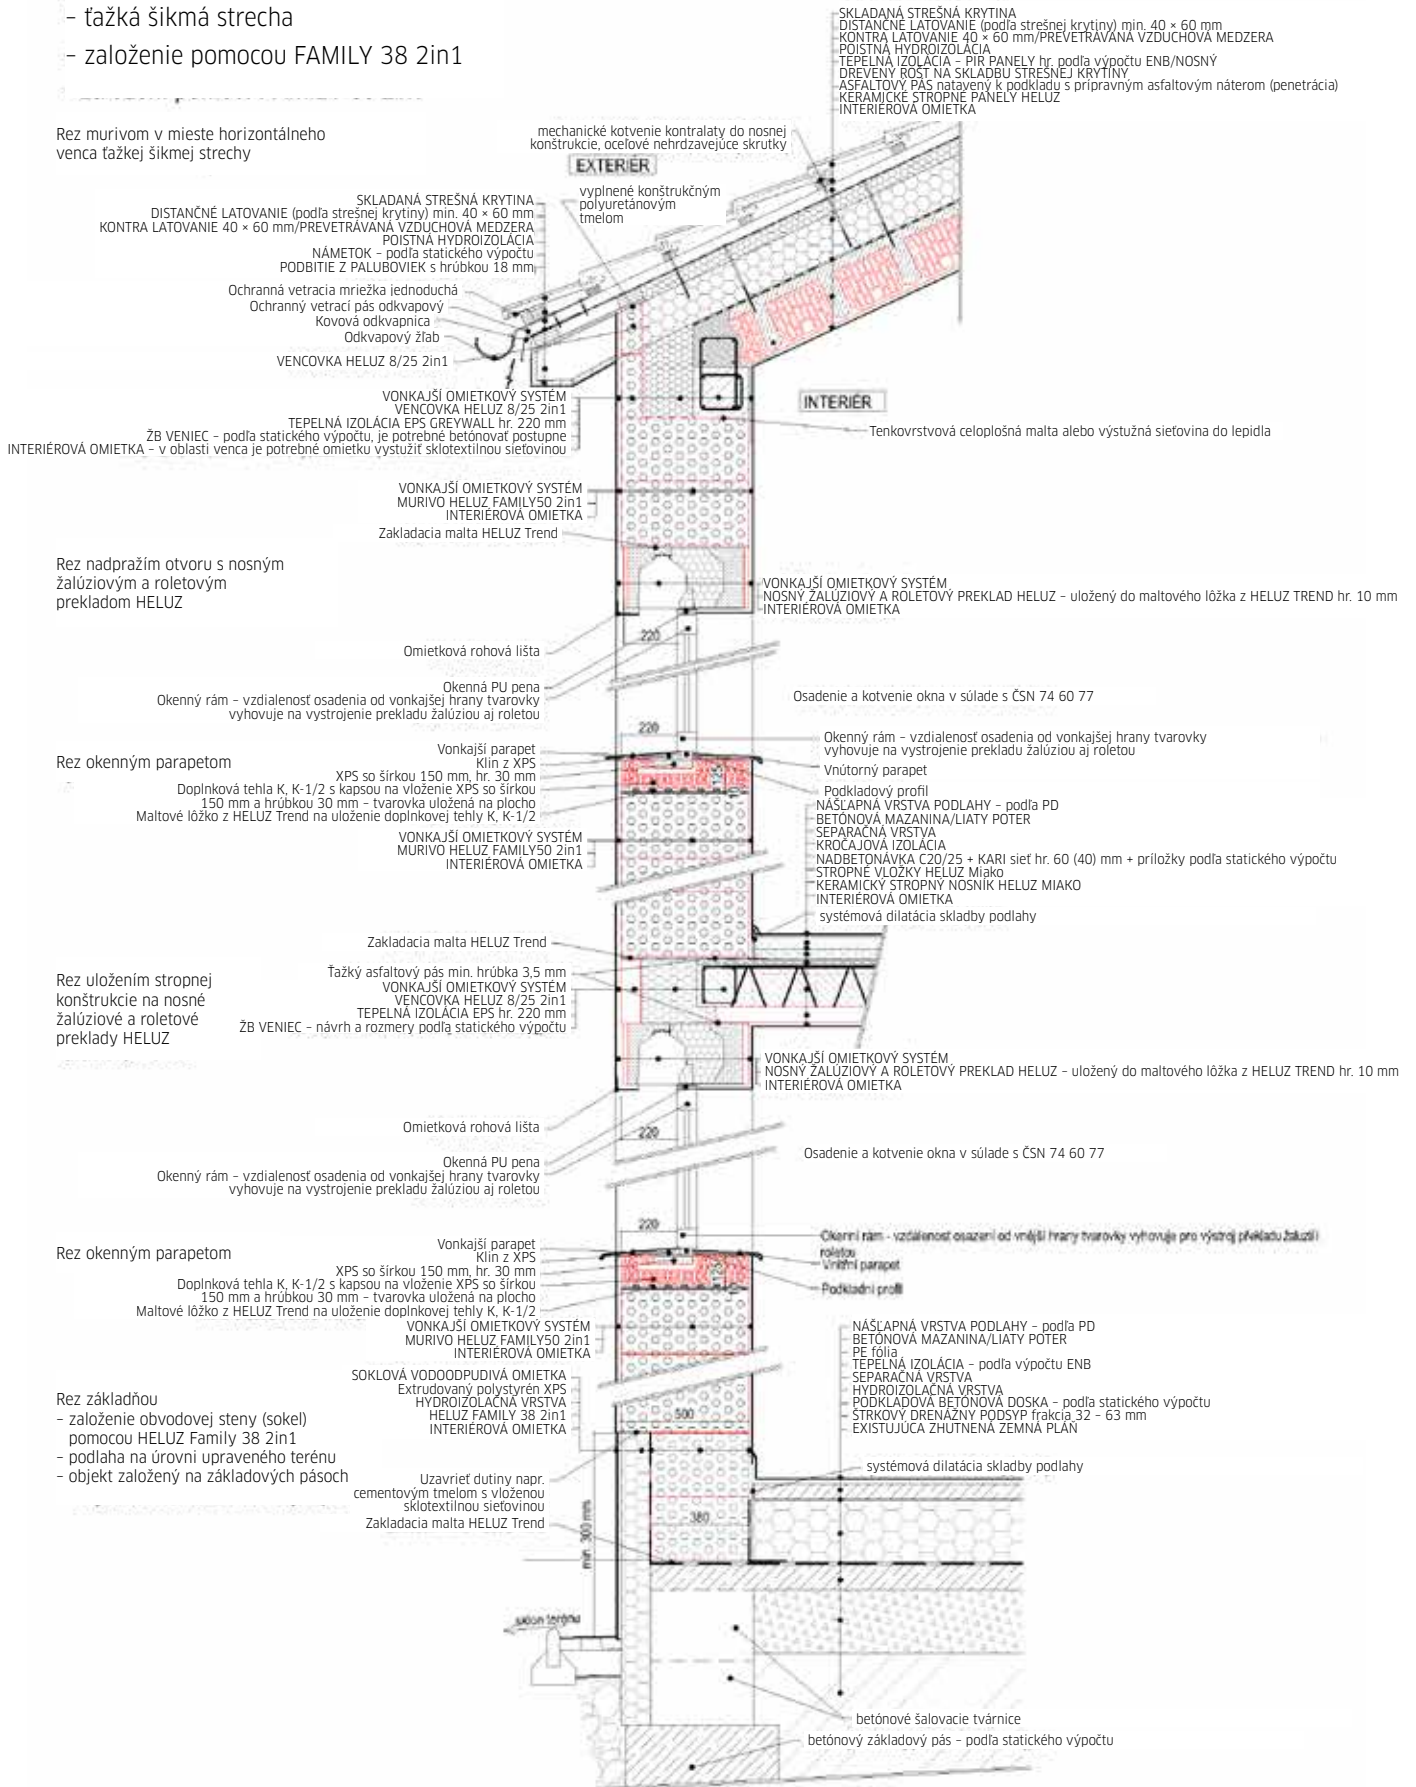 - ťažká šikmá strecha
- založenie pomocou FAMILY 38 2in1
Rez murivom v mieste horizontálneho
venca ťažkej šikmej strechy
SKLADANÁ STREŠNÁ KRYTINA
DISTANČNÉ LATOVANIE (podľa strešnej krytiny) min. 40 × 60 mm
KONTRA LATOVANIE 40 × 60 mm/PREVETRÁVANÁ VZDUCHOVÁ MEDZERA
POISTNÁ HYDROIZOLÁCIA
TEPELNÁ IZOLÁCIA – PIR PANELY hr. podľa výpočtu ENB/NOSNÝ
DREVENÝ ROŠT NA SKLADBU STREŠNEJ KRYTINY
ASFALTOVÝ PÁS natavený k podkladu s prípravným asfaltovým náterom (penetrácia)
KERAMICKÉ STROPNÉ PANELY HELUZ
INTERIÉROVÁ OMIETKA
mechanické kotvenie kontralaty do nosnej
konštrukcie, oceľové nehrdzavejúce skrutky
EXTERIÉR
vyplnené konštrukčným
polyuretánovým
tmelom
SKLADANÁ STREŠNÁ KRYTINA
DISTANČNÉ LATOVANIE (podľa strešnej krytiny) min. 40 × 60 mm
KONTRA LATOVANIE 40 × 60 mm/PREVETRÁVANÁ VZDUCHOVÁ MEDZERA
POISTNÁ HYDROIZOLÁCIA
NÁMETOK – podľa statického výpočtu
PODBITIE Z PALUBOVIEK s hrúbkou 18 mm
Ochranná vetracia mriežka jednoduchá
Ochranný vetrací pás odkvapový
Kovová odkvapnica
Odkvapový žľab
VENCOVKA HELUZ 8/25 2in1
VONKAJŠÍ OMIETKOVÝ SYSTÉM
VENCOVKA HELUZ 8/25 2in1
TEPELNÁ IZOLÁCIA EPS GREYWALL hr. 220 mm
ŽB VENIEC – podľa statického výpočtu, je potrebné betónovať postupne
INTERIÉROVÁ OMIETKA – v oblasti venca je potrebné omietku vystužiť sklotextilnou sieťovinou
INTERIÉR
Tenkovrstvová celoplošná malta alebo výstužná sieťovina do lepidla
VONKAJŠÍ OMIETKOVÝ SYSTÉM
MURIVO HELUZ FAMILY50 2in1
INTERIÉROVÁ OMIETKA
Zakladacia malta HELUZ Trend
Rez nadpražím otvoru s nosným
žalúziovým a roletovým
prekladom HELUZ
VONKAJŠÍ OMIETKOVÝ SYSTÉM
NOSNÝ ŽALÚZIOVÝ A ROLETOVÝ PREKLAD HELUZ – uložený do maltového lôžka z HELUZ TREND hr. 10 mm
INTERIÉROVÁ OMIETKA
220
Omietková rohová lišta
Okenná PU pena
Okenný rám – vzdialenosť osadenia od vonkajšej hrany tvarovky
vyhovuje na vystrojenie prekladu žalúziou aj roletou
Osadenie a kotvenie okna v súlade s ČSN 74 60 77
220
Okenný rám – vzdialenosť osadenia od vonkajšej hrany tvarovky
vyhovuje na vystrojenie prekladu žalúziou aj roletou
Vnútorný parapet
Podkladový profil
Rez okenným parapetom
Vonkajší parapet
Klin z XPS
XPS so šírkou 150 mm, hr. 30 mm
Doplnková tehla K, K-1/2 s kapsou na vloženie XPS so šírkou
150 mm a hrúbkou 30 mm – tvarovka uložená na plocho
Maltové lôžko z HELUZ Trend na uloženie doplnkovej tehly K, K-1/2
125
10
VONKAJŠÍ OMIETKOVÝ SYSTÉM
MURIVO HELUZ FAMILY50 2in1
INTERIÉROVÁ OMIETKA
NÁŠĽAPNÁ VRSTVA PODLAHY – podľa PD
BETÓNOVÁ MAZANINA/LIATY POTER
SEPARAČNÁ VRSTVA
KROČAJOVÁ IZOLÁCIA
NADBETONÁVKA C20/25 + KARI sieť hr. 60 (40) mm + príložky podľa statického výpočtu
STROPNÉ VLOŽKY HELUZ Miako
KERAMICKÝ STROPNÝ NOSNÍK HELUZ MIAKO
INTERIÉROVÁ OMIETKA
systémová dilatácia skladby podlahy
Zakladacia malta HELUZ Trend
Ťažký asfaltový pás min. hrúbka 3,5 mm
VONKAJŠÍ OMIETKOVÝ SYSTÉM
VENCOVKA HELUZ 8/25 2in1
TEPELNÁ IZOLÁCIA EPS hr. 220 mm
ŽB VENIEC – návrh a rozmery podľa statického výpočtu
Rez uložením stropnej
konštrukcie na nosné
žalúziové a roletové
preklady HELUZ
VONKAJŠÍ OMIETKOVÝ SYSTÉM
NOSNÝ ŽALÚZIOVÝ A ROLETOVÝ PREKLAD HELUZ – uložený do maltového lôžka z HELUZ TREND hr. 10 mm
INTERIÉROVÁ OMIETKA
Omietková rohová lišta
220
Okenná PU pena
Okenný rám – vzdialenosť osadenia od vonkajšej hrany tvarovky
vyhovuje na vystrojenie prekladu žalúziou aj roletou
Osadenie a kotvenie okna v súlade s ČSN 74 60 77
220
Okenní rám - vzdálenost osazení od vnější hrany tvarovky vyhovuje pro výstroj překladu žaluzií i
roletou
Vnitřní parapet
Podkladní profil
Rez okenným parapetom
Vonkajší parapet
Klin z XPS
XPS so šírkou 150 mm, hr. 30 mm
Doplnková tehla K, K-1/2 s kapsou na vloženie XPS so šírkou
150 mm a hrúbkou 30 mm – tvarovka uložená na plocho
Maltové lôžko z HELUZ Trend na uloženie doplnkovej tehly K, K-1/2
125
10
VONKAJŠÍ OMIETKOVÝ SYSTÉM
MURIVO HELUZ FAMILY50 2in1
INTERIÉROVÁ OMIETKA
NÁŠĽAPNÁ VRSTVA PODLAHY – podľa PD
BETÓNOVÁ MAZANINA/LIATY POTER
PE fólia
TEPELNÁ IZOLÁCIA – podľa výpočtu ENB
SEPARAČNÁ VRSTVA
HYDROIZOLAČNÁ VRSTVA
PODKLADOVÁ BETÓNOVÁ DOSKA – podľa statického výpočtu
ŠTRKOVÝ DRENÁŽNY PODSYP frakcia 32 – 63 mm
EXISTUJÚCA ZHUTNENÁ ZEMNÁ PLÁŇ
SOKLOVÁ VODOODPUDIVÁ OMIETKA
Extrudovaný polystyrén XPS
HYDROIZOLAČNÁ VRSTVA
HELUZ FAMILY 38 2in1
INTERIÉROVÁ OMIETKA
500
Rez základňou
– založenie obvodovej steny (sokel)
pomocou HELUZ Family 38 2in1
– podlaha na úrovni upraveného terénu
– objekt založený na základových pásoch
systémová dilatácia skladby podlahy
Uzavrieť dutiny napr.
cementovým tmelom s vloženou
sklotextilnou sieťovinou
Zakladacia malta HELUZ Trend
380
min. 300 mm
sklon terénu
betónové šalovacie tvárnice
betónový základový pás – podľa statického výpočtu